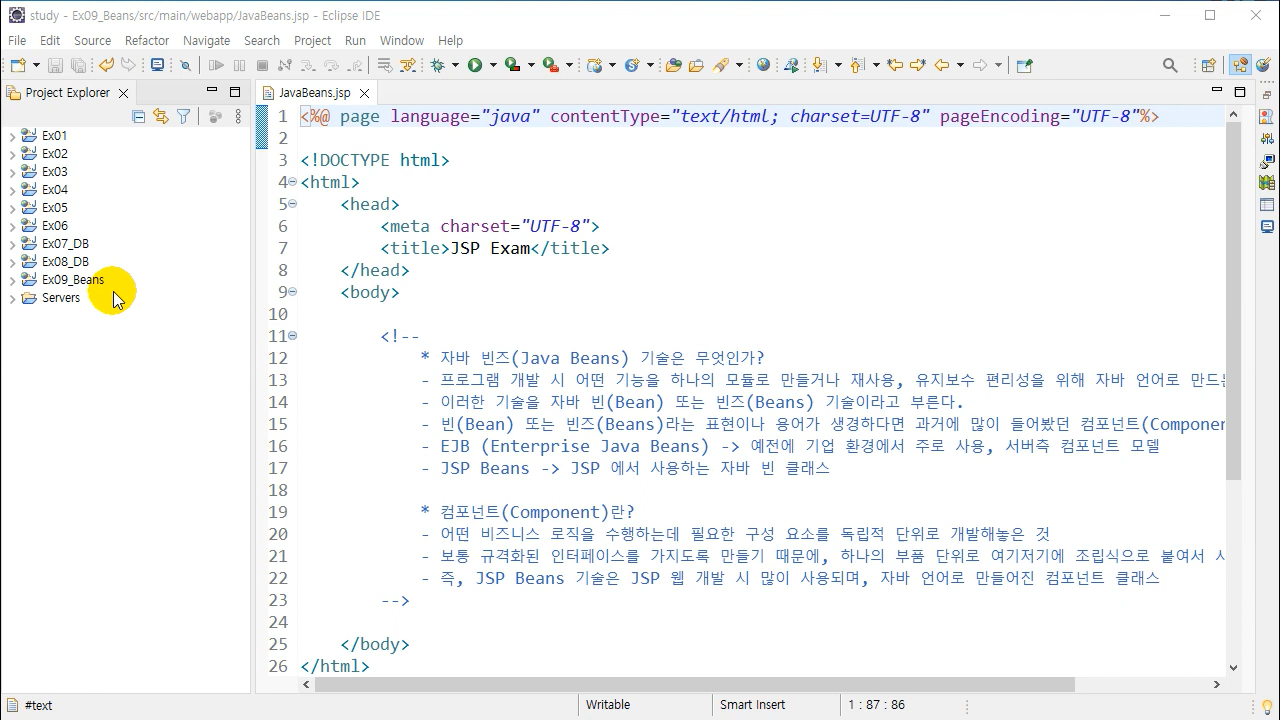 study - Ex09_Beans/src/main/webapp/JavaBeans.jsp - Eclipse IDE
File Edit Source Refactor Navigate Search Project Run Window Help
Project Explorer
JavaBeans.jsp
Ex01
Ex02
Ex03
Ex04
Ex05
Ex06
Ex07_DB
Ex08_DB
Ex09_Beans
Servers
1 <%@ page language="java" contentType="text/html; charset=UTF-8" pageEncoding="UTF-8"%>
2
3 <!DOCTYPE html>
4 <html>
5 <head>
6 <meta charset="UTF-8">
7 <title>JSP Exam</title>
8 </head>
9 <body>
10
11 <!--
12 * 자바 빈즈(Java Beans) 기술은 무엇인가?
13 - 프로그램 개발 시 어떤 기능을 하나의 모듈로 만들거나 재사용, 유지보수 편리성을 위해 자바 언어로 만드는
14 - 이러한 기술을 자바 빈(Bean) 또는 빈즈(Beans) 기술이라고 부른다.
15 - 빈(Bean) 또는 빈즈(Beans)라는 표현이나 용어가 생경하다면 과거에 많이 들어봤던 컴포넌트(Componen
16 - EJB (Enterprise Java Beans) -> 예전에 기업 환경에서 주로 사용, 서버측 컴포넌트 모델
17 - JSP Beans -> JSP 에서 사용하는 자바 빈 클래스
18
19 * 컴포넌트(Component)란?
20 - 어떤 비즈니스 로직을 수행하는데 필요한 구성 요소를 독립적 단위로 개발해놓은 것
21 - 보통 규격화된 인터페이스를 가지도록 만들기 때문에, 하나의 부품 단위로 여기저기에 조립식으로 붙여서 사
22 - 즉, JSP Beans 기술은 JSP 웹 개발 시 많이 사용되며, 자바 언어로 만들어진 컴포넌트 클래스
23 -->
24
25 </body>
26 </html>
#text
Writable
Smart Insert
1 : 87 : 86